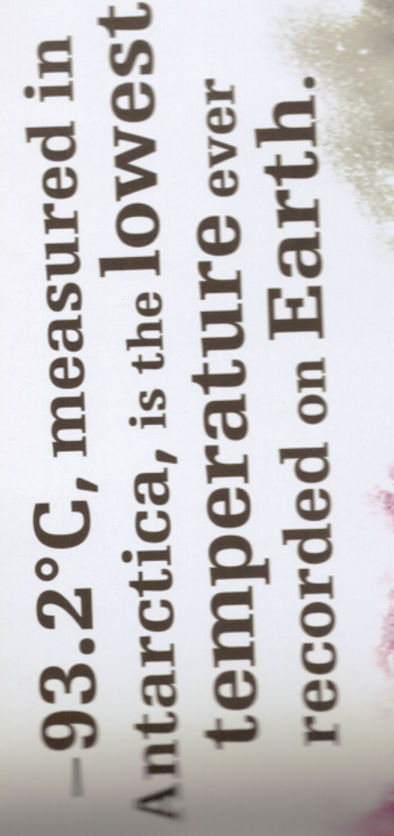 –93.2°C, measured in
Antarctica, is the lowest
temperature ever
recorded on Earth.